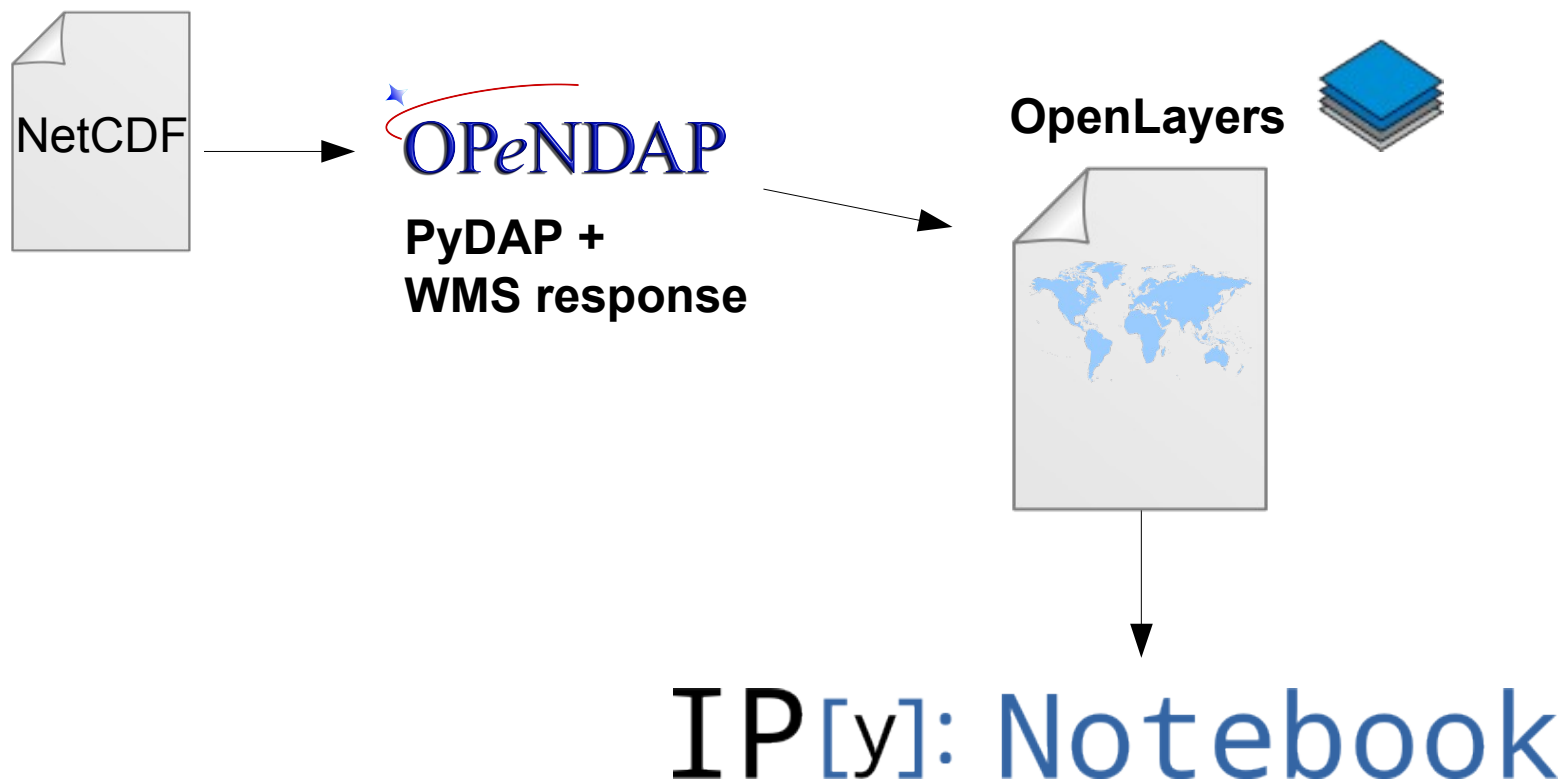 NetCDF
OPeNDAP
PyDAP +
WMS response
OpenLayers
IP[y]: Notebook